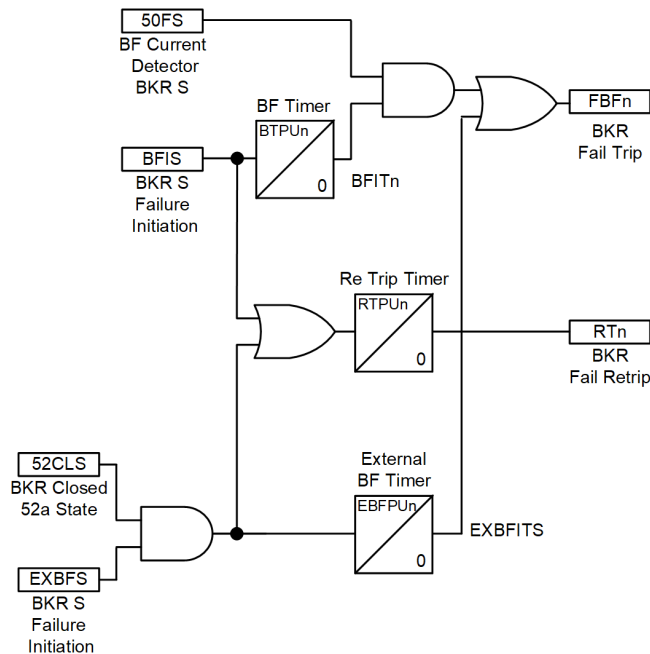 50FS
BF Current
Detector
BKR S
BF Timer
BTPUn
0
BFITn
BFIS
BKR S
Failure
Initiation
FBFn
BKR
Fail Trip
Re Trip Timer
RTPUn
0
RTn
BKR
Fail Retrip
52CLS
BKR Closed
52a State
External
BF Timer
EBFPUn
0
EXBFITS
EXBFS
BKR S
Failure
Initiation